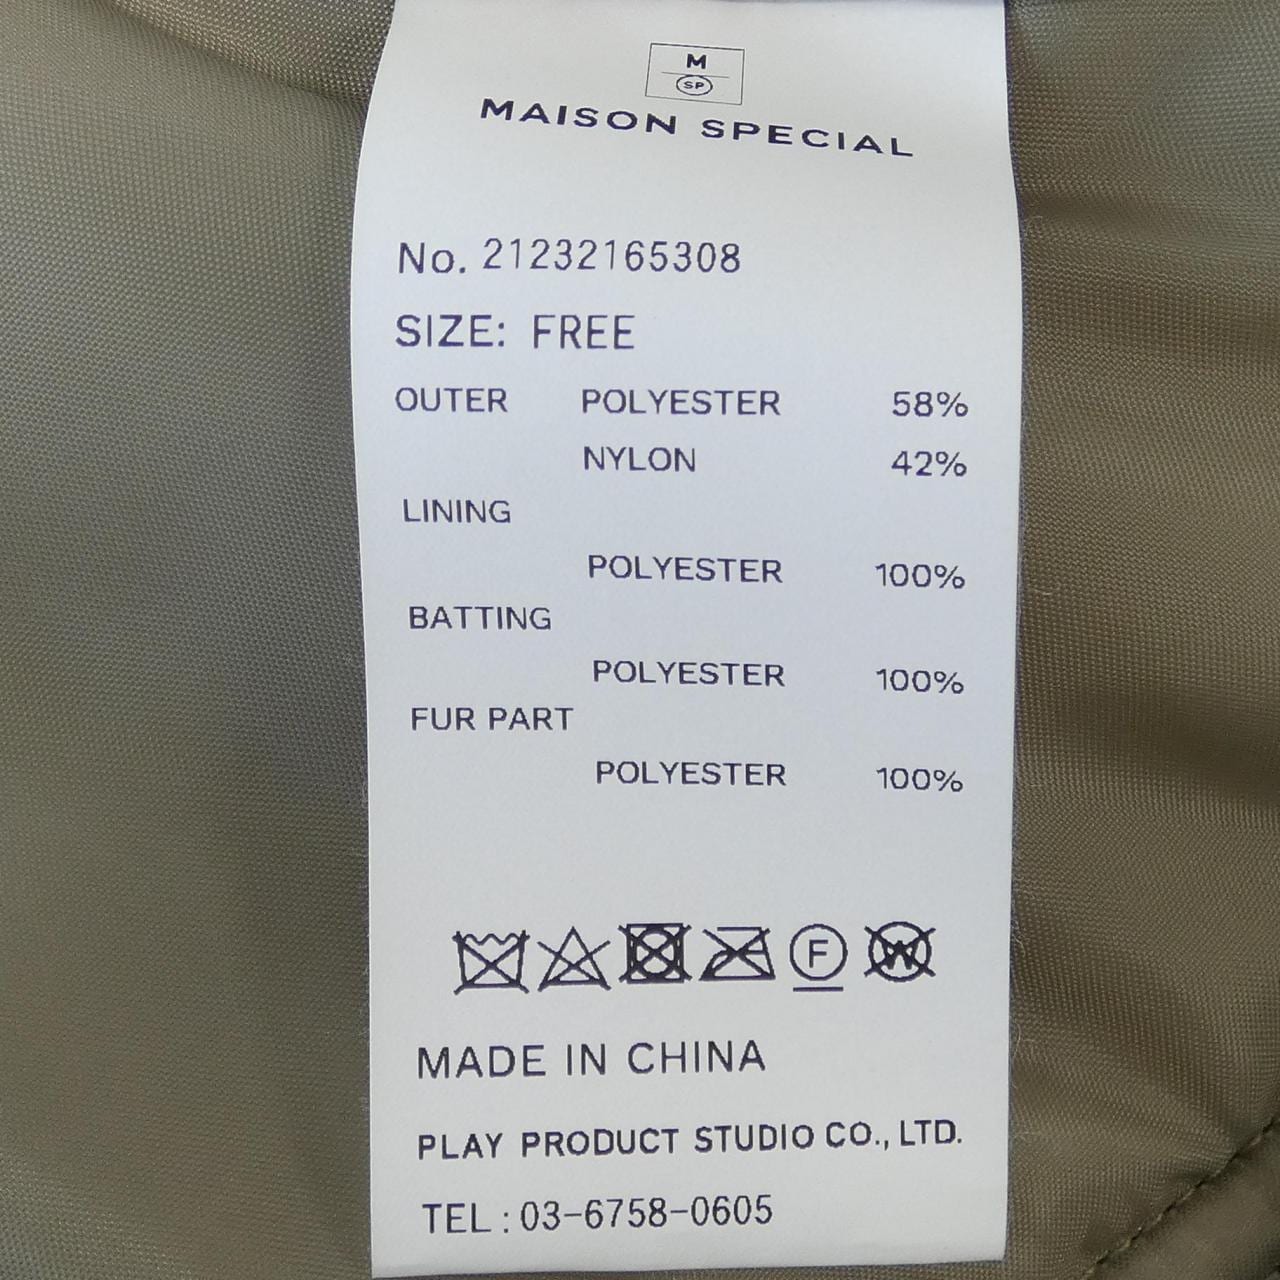 M
SP
MAISON SPECIAL
No. 21232165308
SIZE: FREE
OUTER POLYESTER 58%
NYLON 42%
LINING
POLYESTER 100%
BATTING
POLYESTER 100%
FUR PART
POLYESTER 100%
F
W
MADE IN CHINA
PLAY PRODUCT STUDIO CO., LTD.
TEL : 03-6758-0605